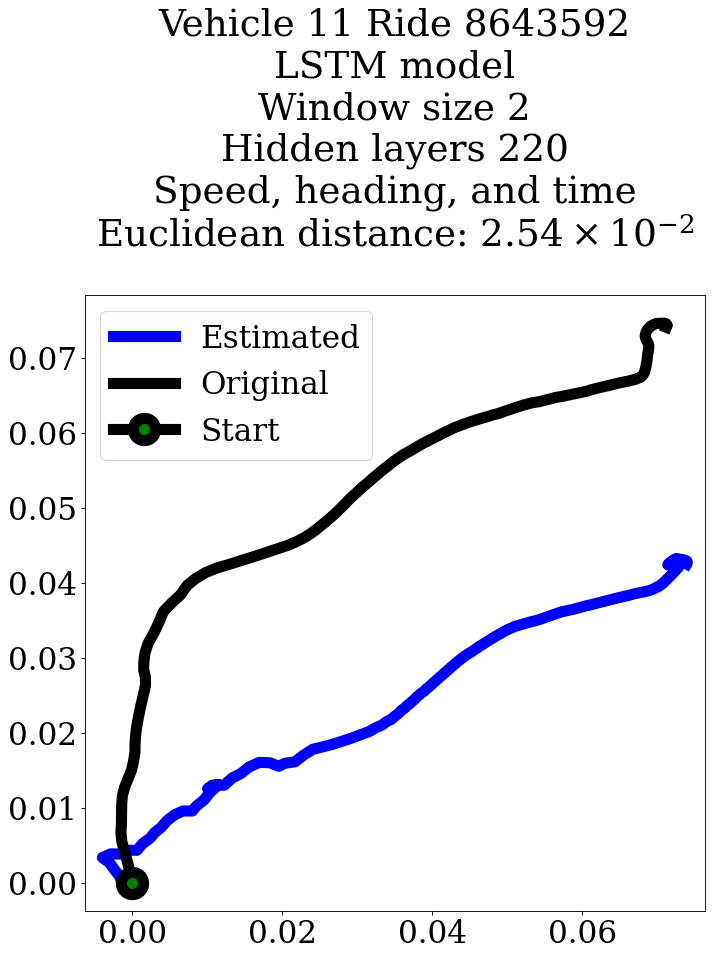 Vehicle 11 Ride 8643592
LSTM model
Window size 2
Hidden layers 220
Speed, heading, and time
Euclidean distance: 2.54 × 10⁻²
Estimated
Original
Start
0.07
0.06
0.05
0.04
0.03
0.02
0.01
0.00
0.00 0.02 0.04 0.06